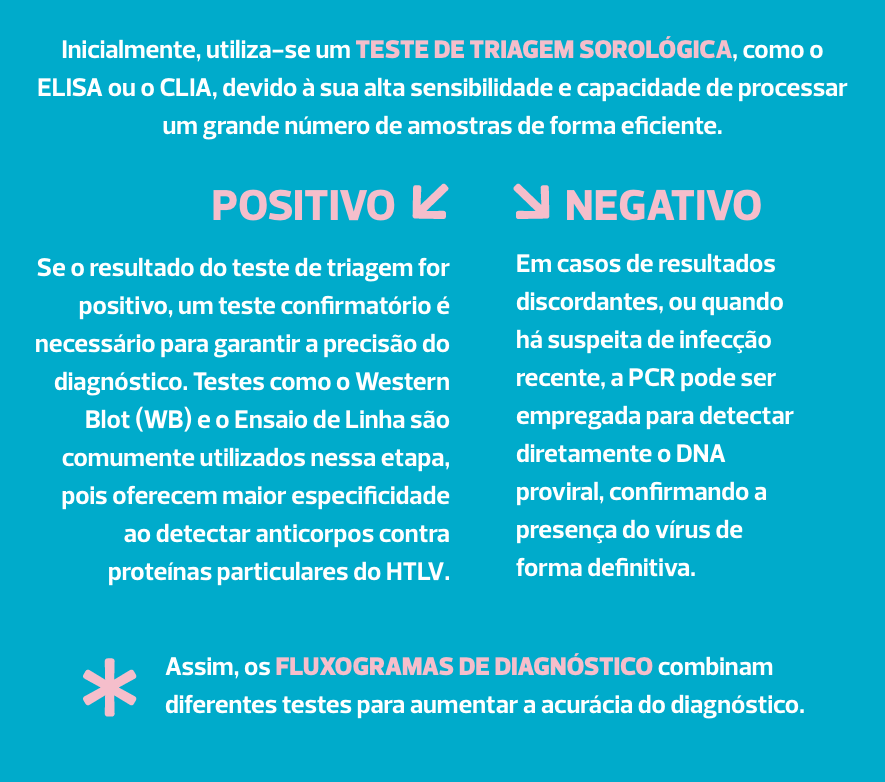 Inicialmente, utiliza-se um TESTE DE TRIAGEM SOROLÓGICA, como o
ELISA ou o CLIA, devido à sua alta sensibilidade e capacidade de processar
um grande número de amostras de forma eficiente.
POSITIVO
Se o resultado do teste de triagem for
positivo, um teste confirmatório é
necessário para garantir a precisão do
diagnóstico. Testes como o Western
Blot (WB) e o Ensaio de Linha são
comumente utilizados nessa etapa,
pois oferecem maior especificidade
ao detectar anticorpos contra
proteínas particulares do HTLV.
NEGATIVO
Em casos de resultados
discordantes, ou quando
há suspeita de infecção
recente, a PCR pode ser
empregada para detectar
diretamente o DNA
proviral, confirmando a
presença do vírus de
forma definitiva.
Assim, os FLUXOGRAMAS DE DIAGNÓSTICO combinam
diferentes testes para aumentar a acurácia do diagnóstico.